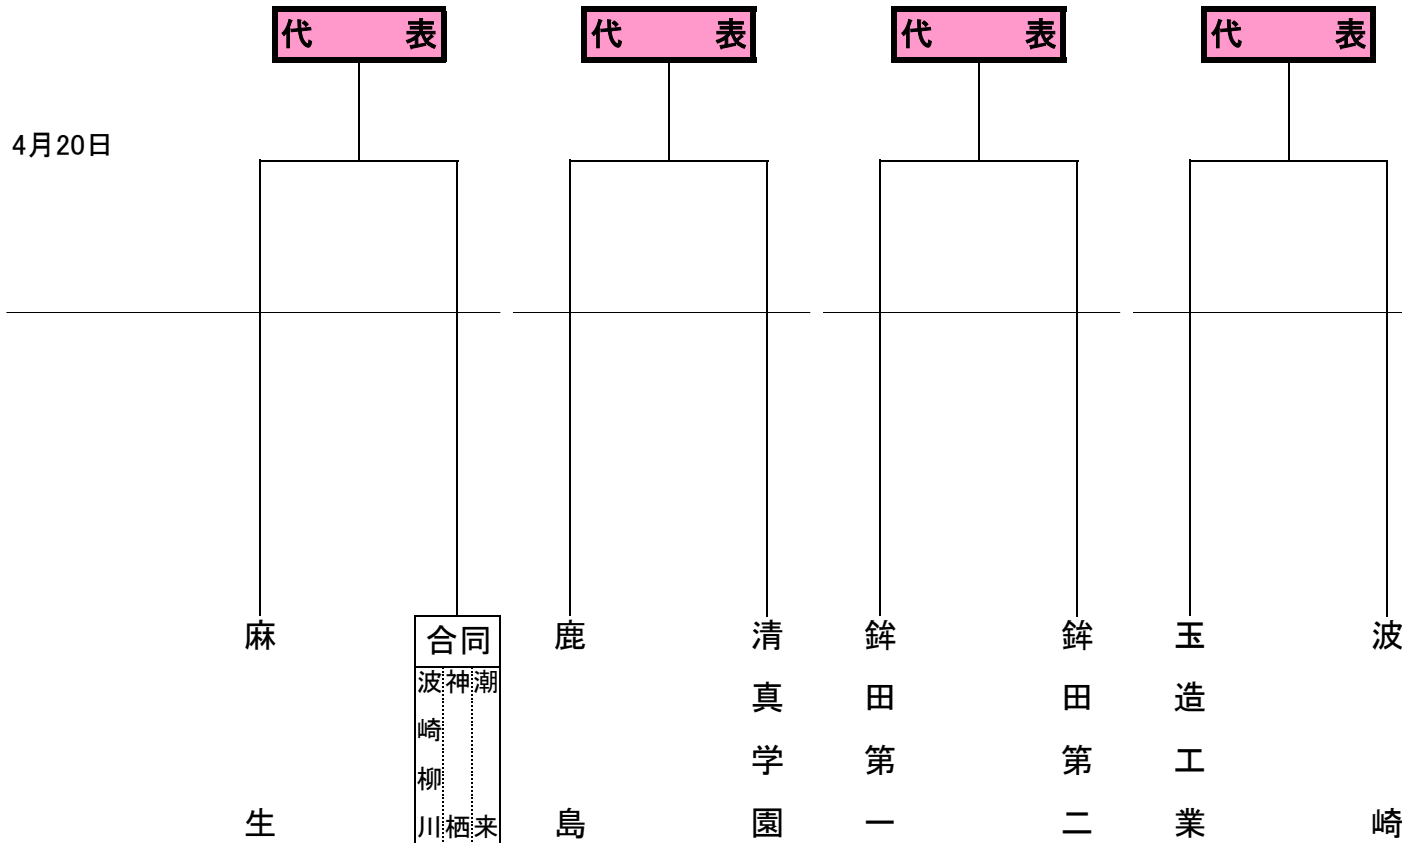 代表 代表 代表 代表
4月20日
麻生
合同
波崎柳川
神栖
潮来
鹿島
清真学園
鉾田第一
鉾田第二
玉造工業
波崎